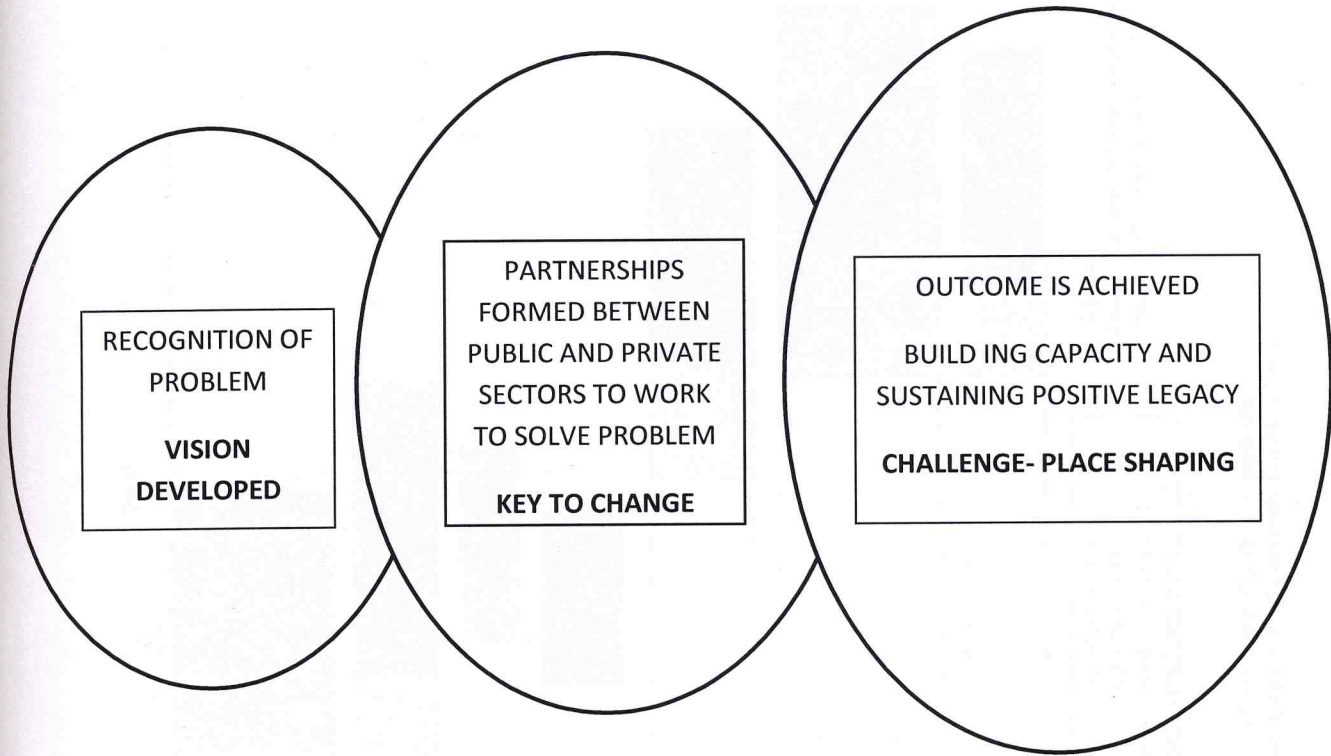 RECOGNITION OF
PROBLEM
VISION
DEVELOPED
PARTNERSHIPS
FORMED BETWEEN
PUBLIC AND PRIVATE
SECTORS TO WORK
TO SOLVE PROBLEM
KEY TO CHANGE
OUTCOME IS ACHIEVED
BUILD ING CAPACITY AND
SUSTAINING POSITIVE LEGACY
CHALLENGE- PLACE SHAPING